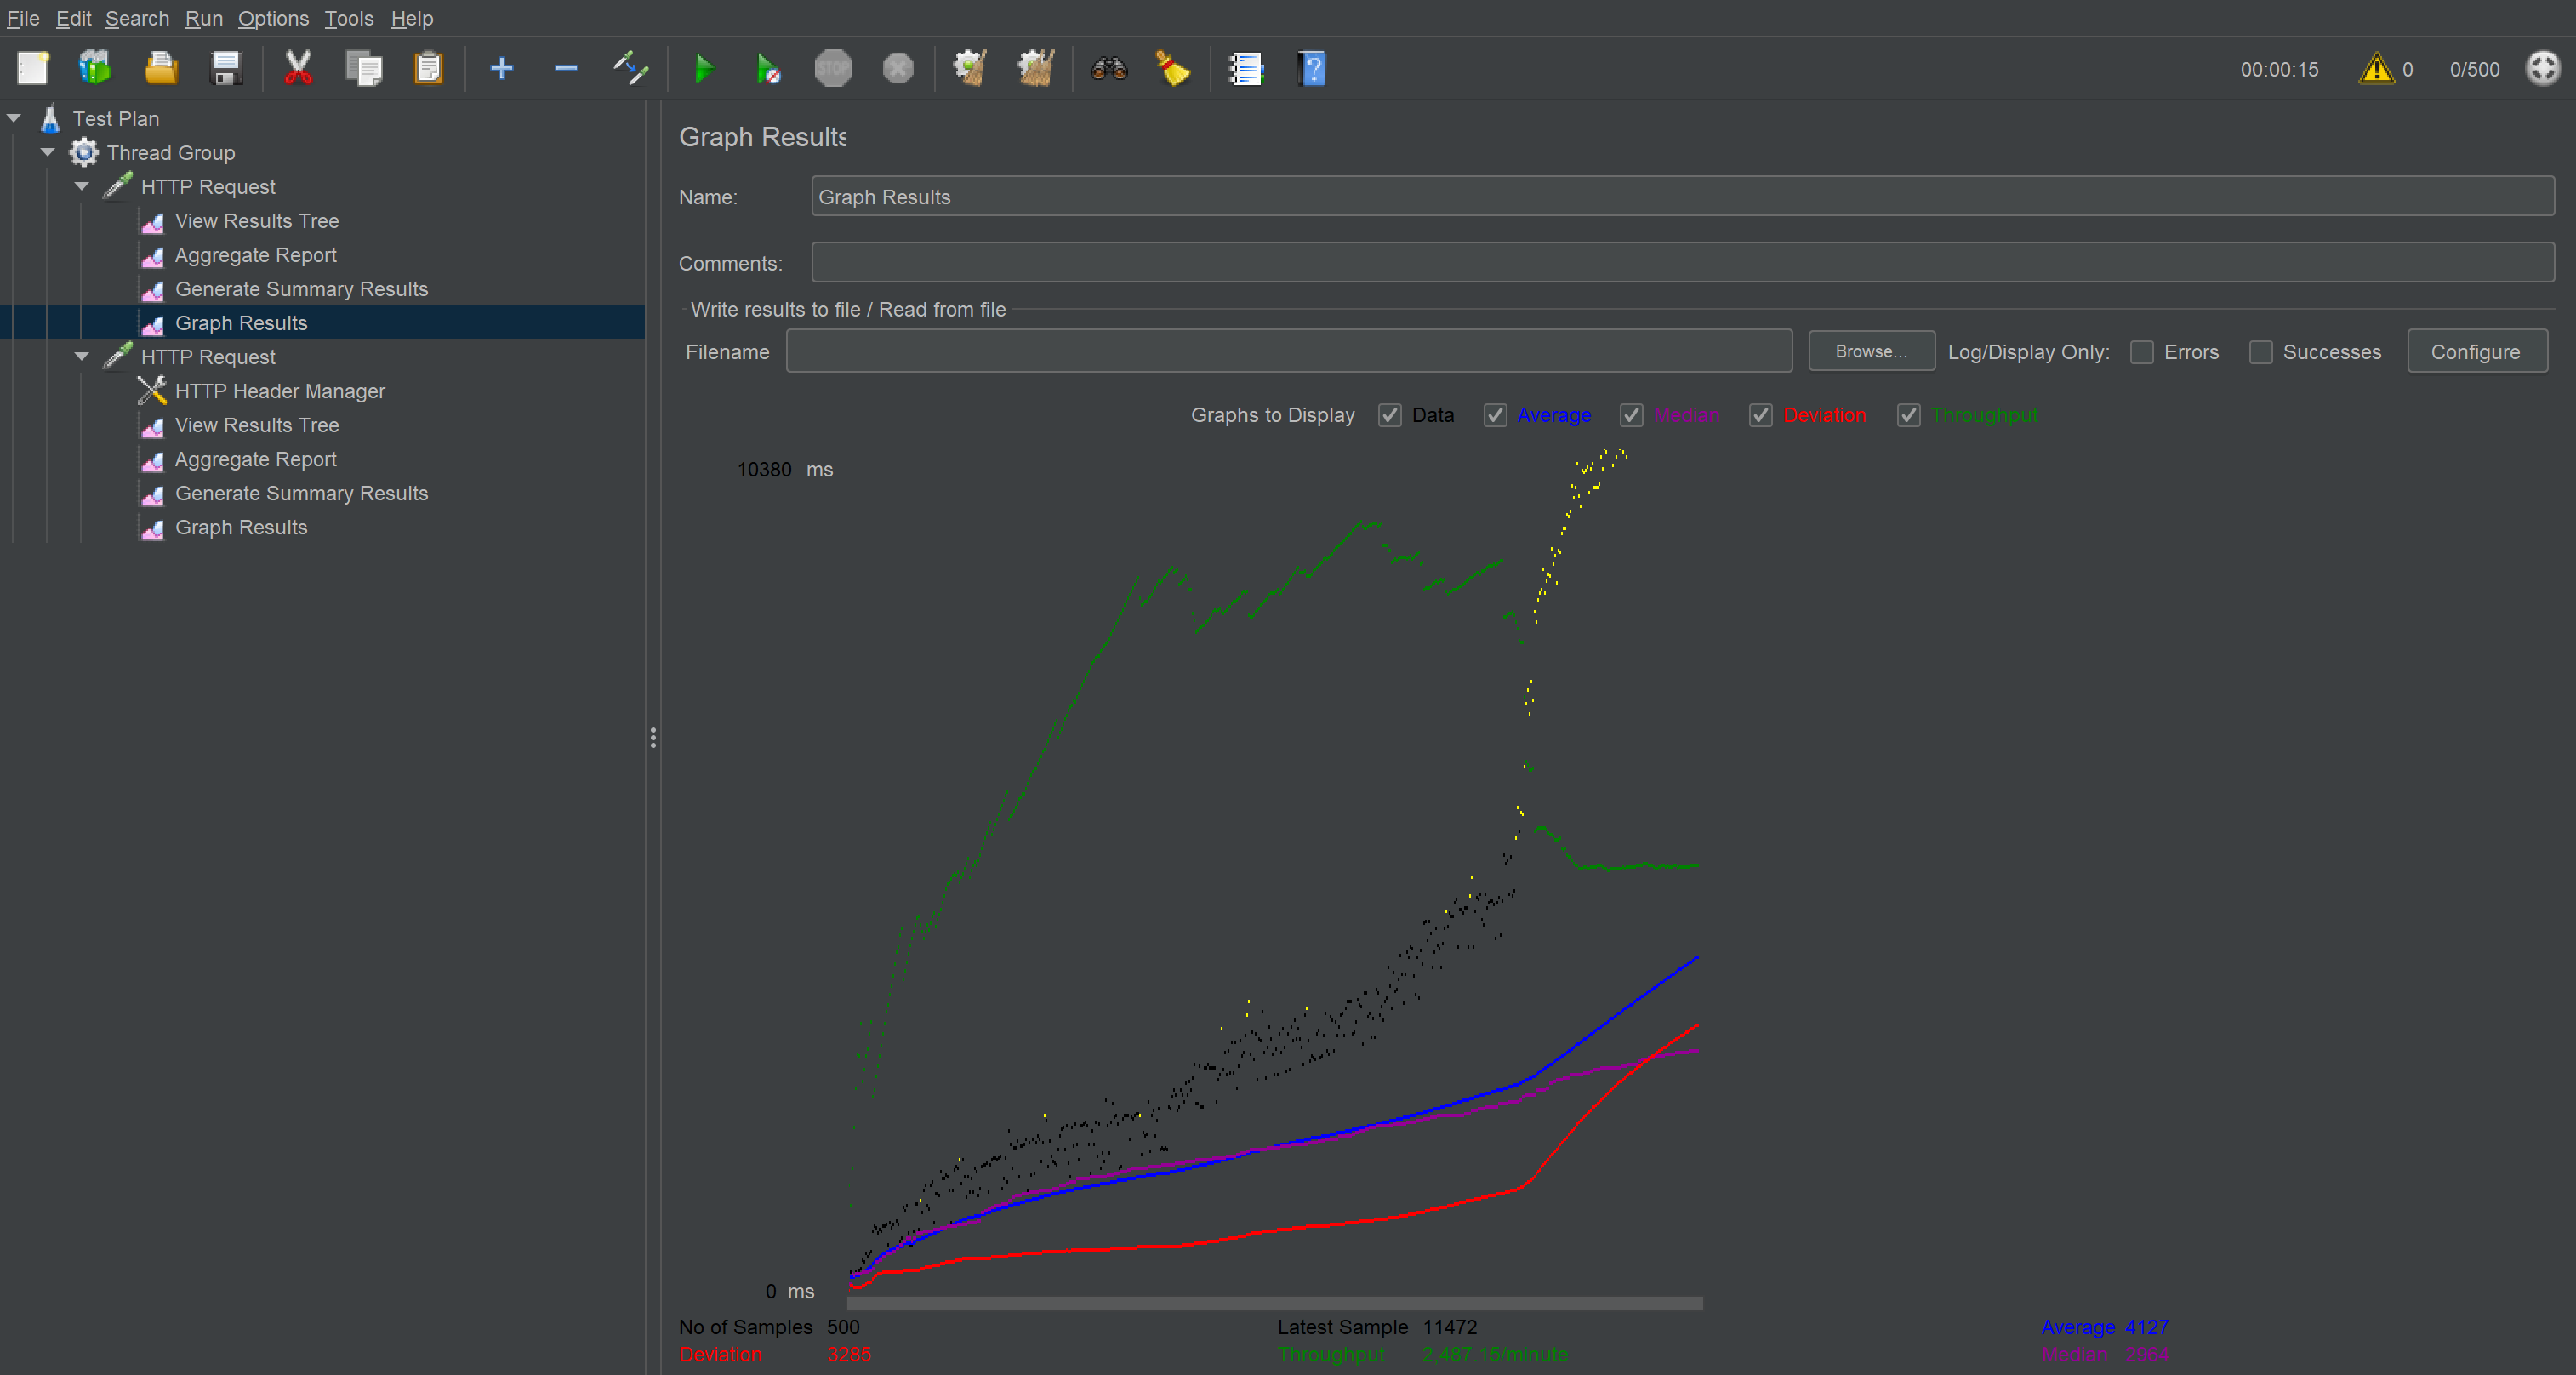 File Edit Search Run Options Tools Help
STOP
00:00:15 0 0/500
Test Plan
Thread Group
HTTP Request
View Results Tree
Aggregate Report
Generate Summary Results
Graph Results
HTTP Request
HTTP Header Manager
View Results Tree
Aggregate Report
Generate Summary Results
Graph Results
Graph Results
Name: Graph Results
Comments:
Write results to file / Read from file
Filename Browse... Log/Display Only: Errors Successes Configure
Graphs to Display Data Average Median Deviation Throughput
10380 ms
0 ms
No of Samples 500 Latest Sample 11472 Average 4127
Deviation 3285 Throughput 2,487.15/minute Median 2964